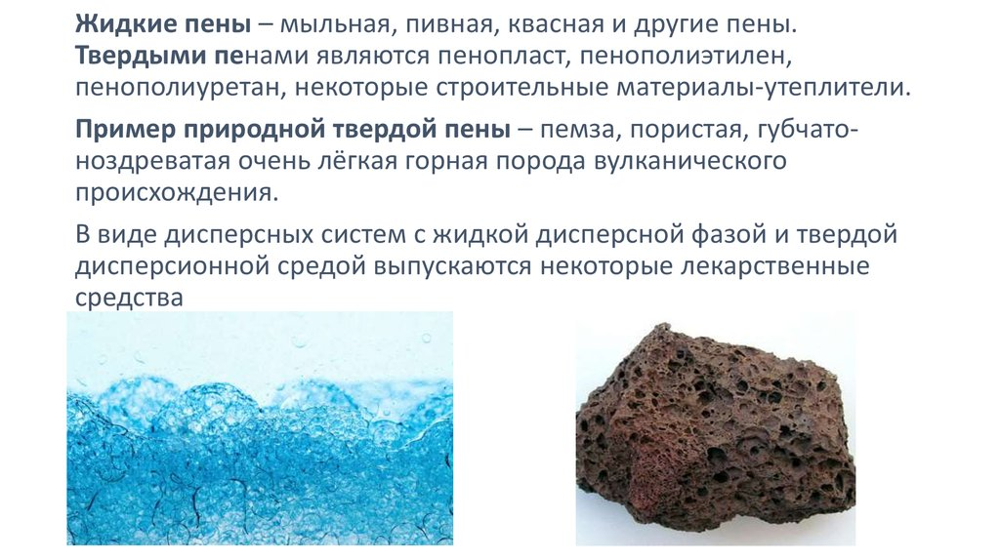 Жидкие пены – мыльная, пивная, квасная и другие пены.
Твердыми пенами являются пенопласт, пенополиэтилен,
пенополиуретан, некоторые строительные материалы-утеплители.
Пример природной твердой пены – пемза, пористая, губчато-
ноздреватая очень лёгкая горная порода вулканического
происхождения.
В виде дисперсных систем с жидкой дисперсной фазой и твердой
дисперсионной средой выпускаются некоторые лекарственные
средства